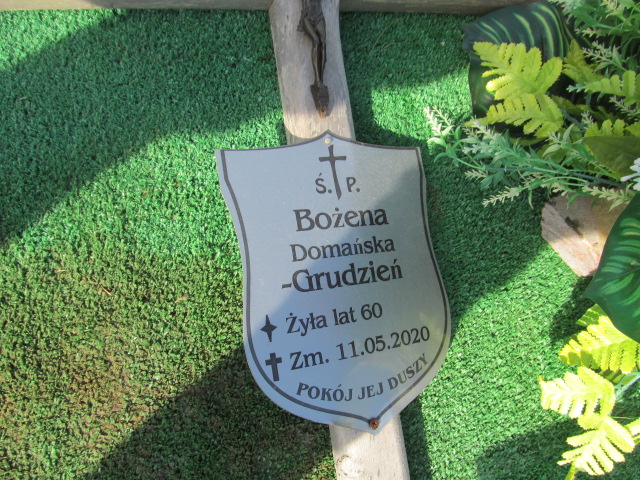 Ś. P.
Bożena
Domańska
-Grudzień
Żyła lat 60
Zm. 11.05.2020
POKÓJ JEJ DUSZY